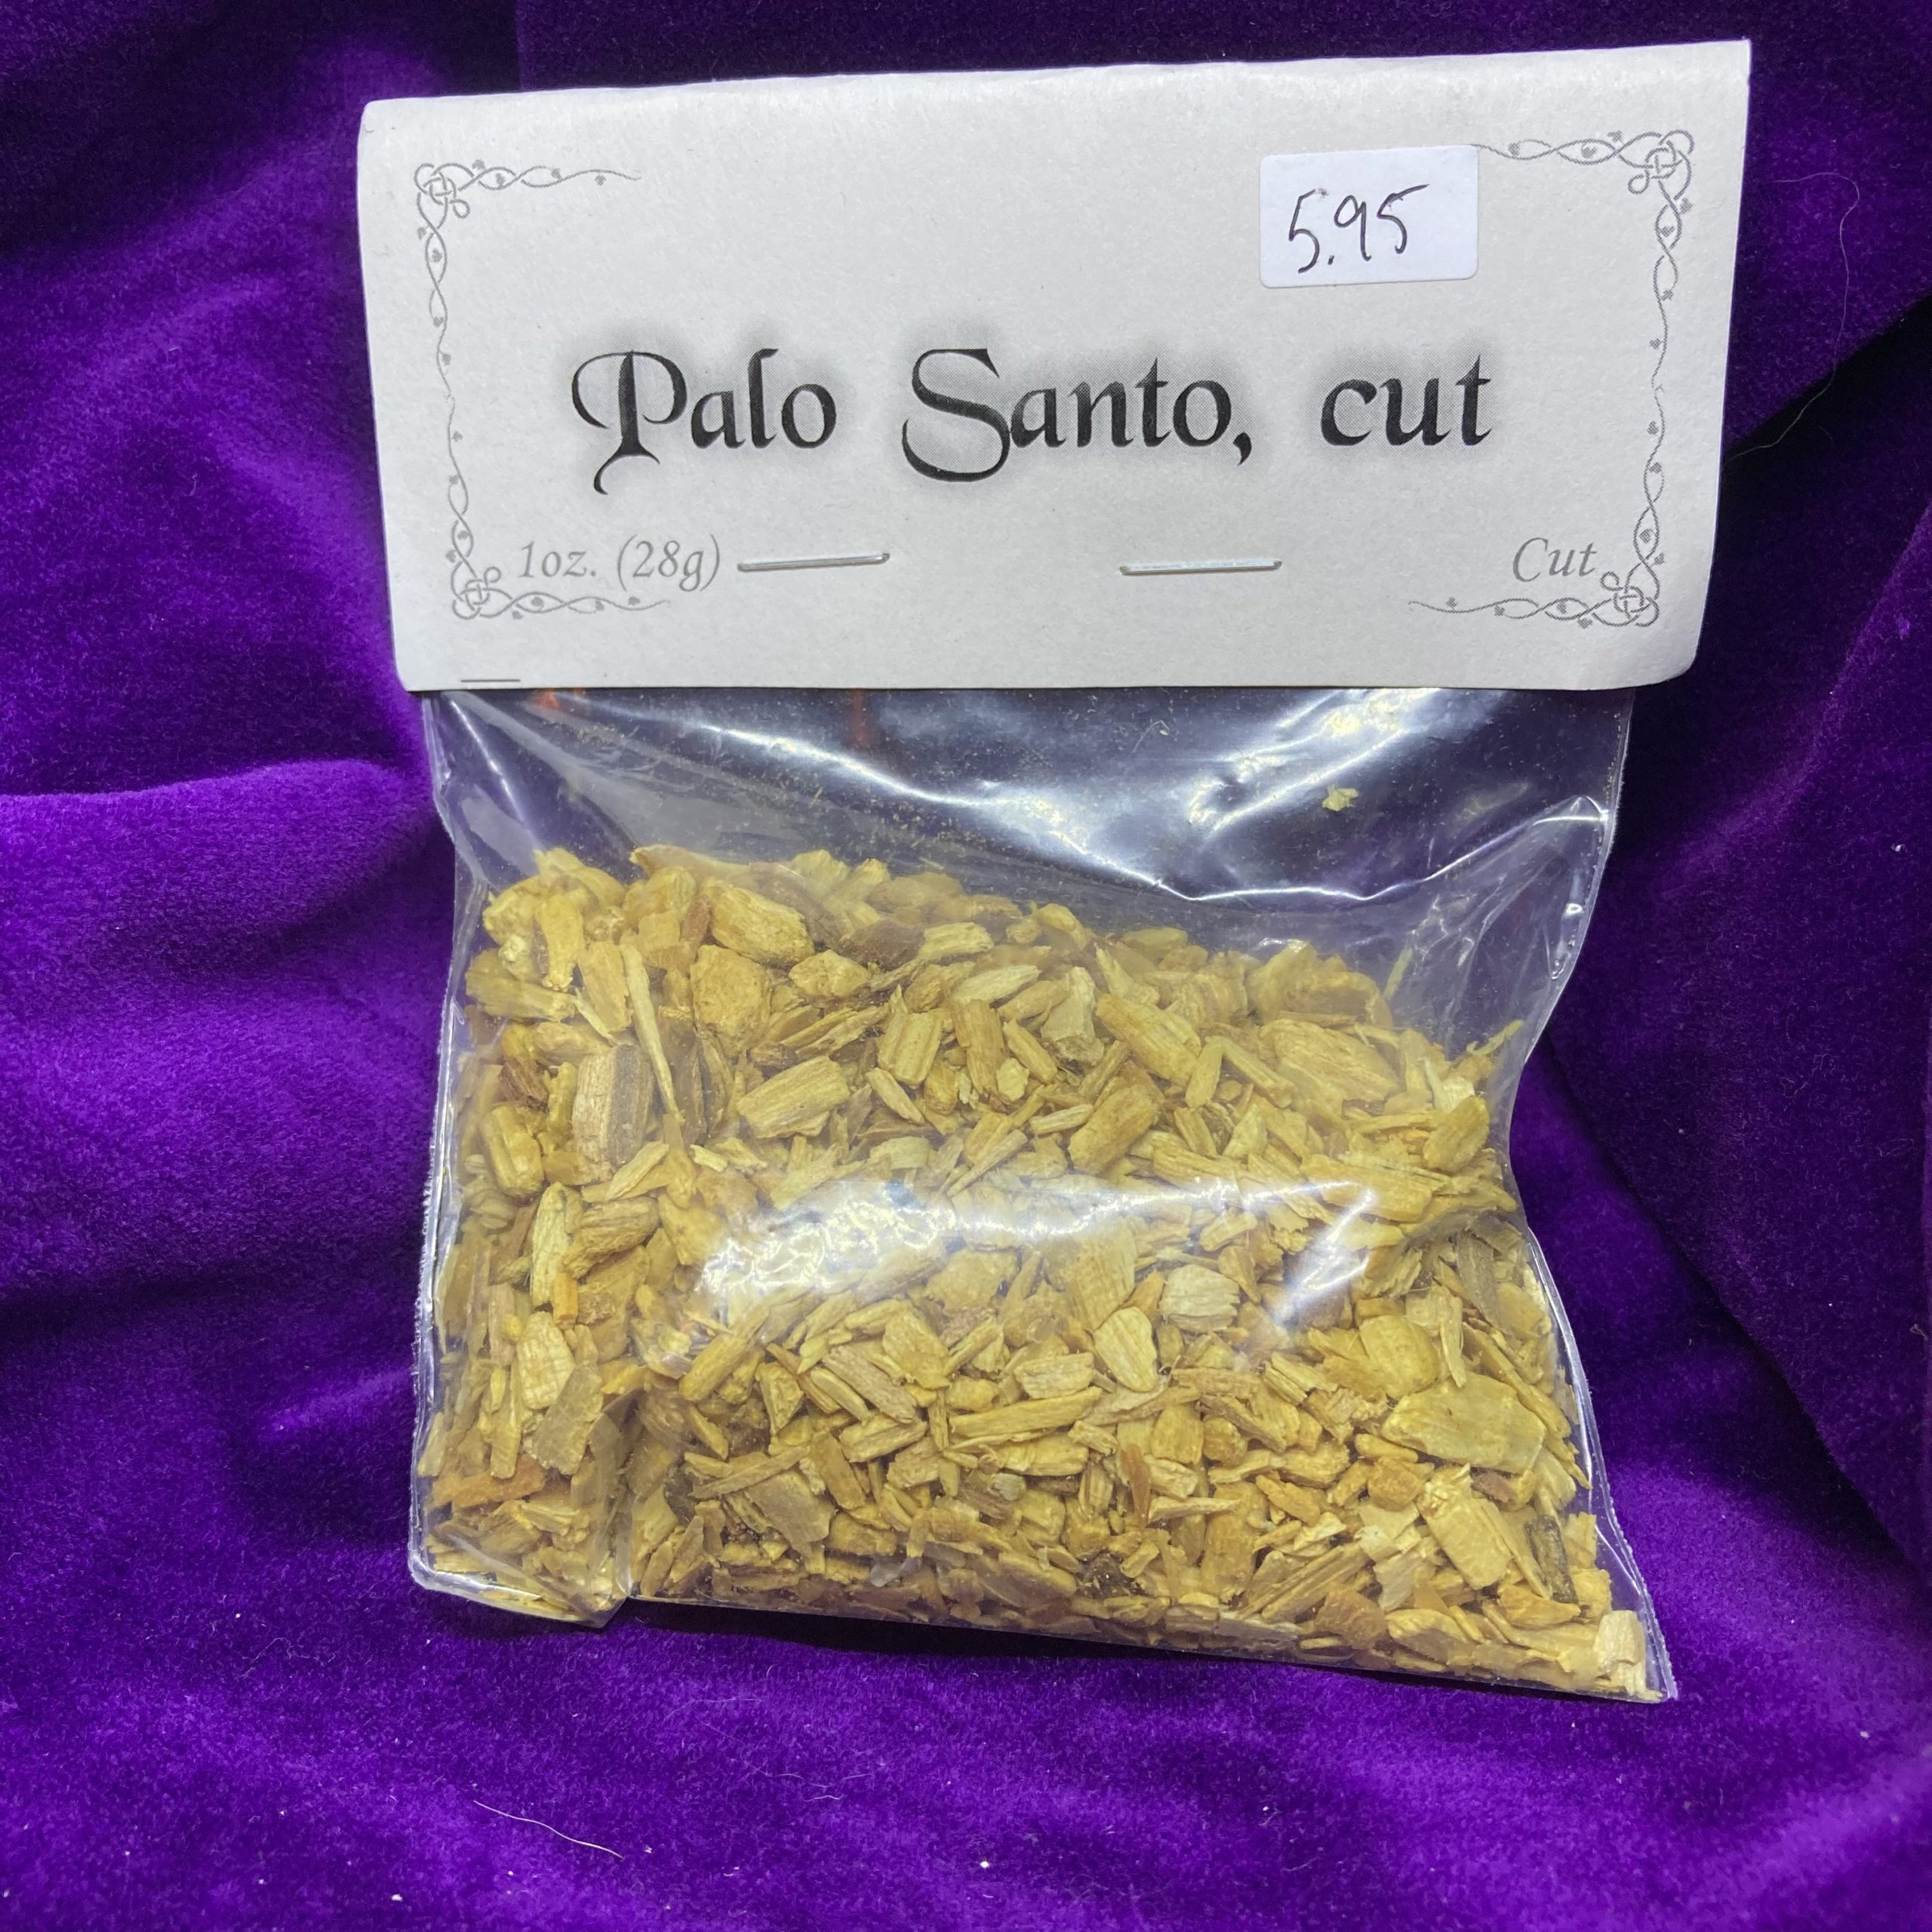 5.95
Palo Santo, cut
1oz. (28g)
Cut